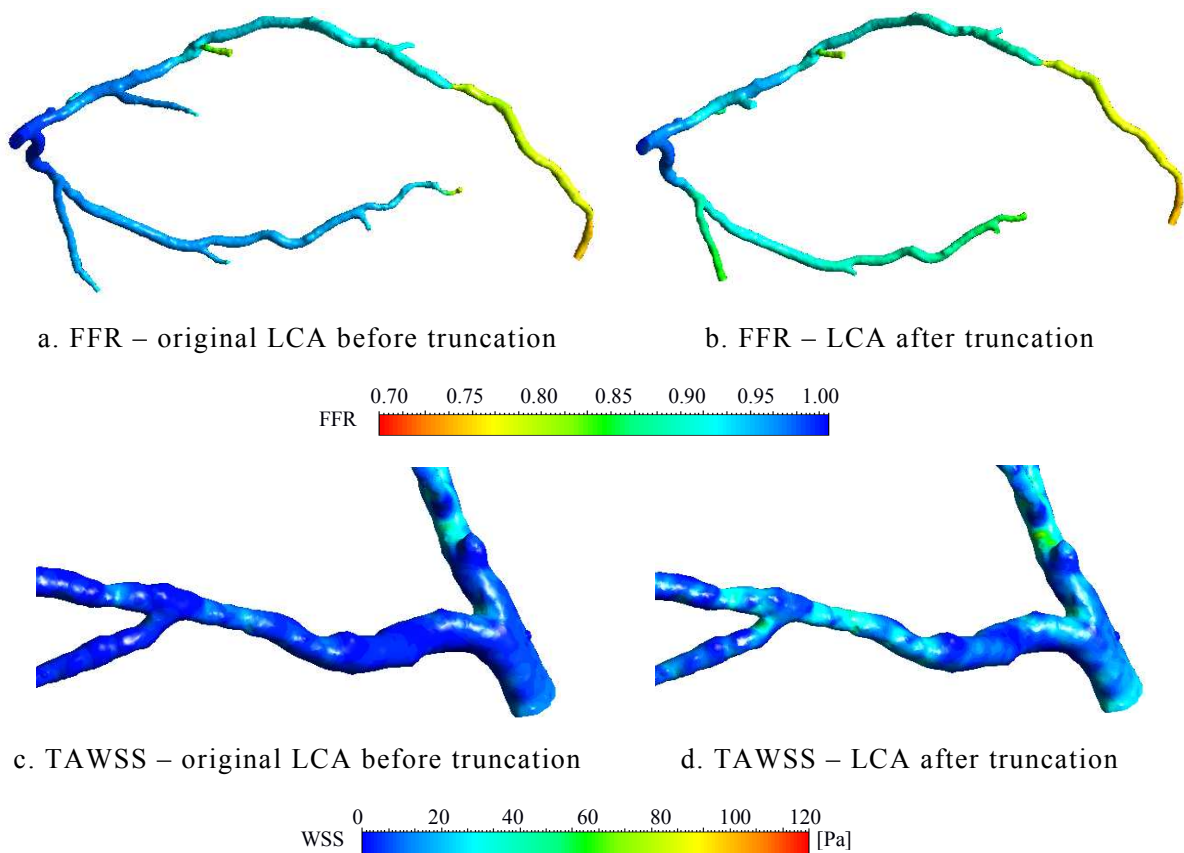 a. FFR – original LCA before truncation
b. FFR – LCA after truncation
0.70 0.75 0.80 0.85 0.90 0.95 1.00
FFR
c. TAWSS – original LCA before truncation
d. TAWSS – LCA after truncation
0 20 40 60 80 100 120
WSS [Pa]